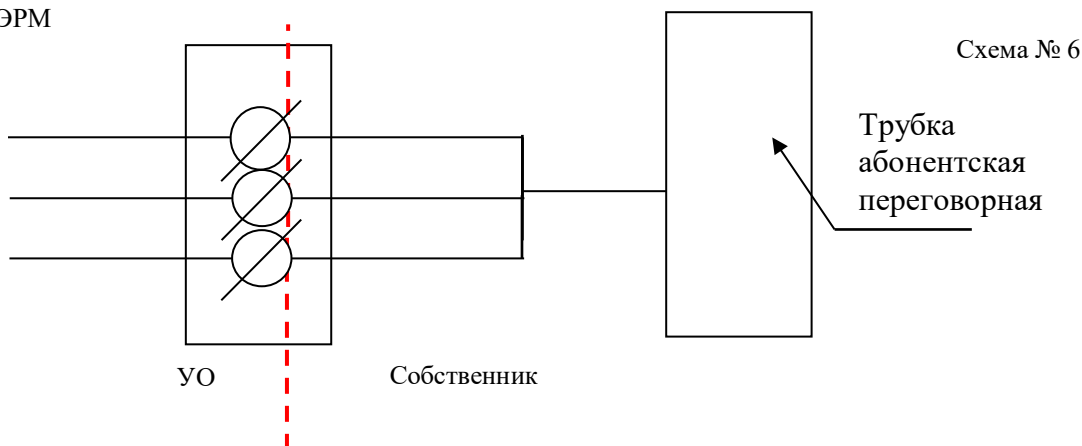 ЭРМ
Схема № 6
Трубка
абонентская
переговорная
УО
Собственник